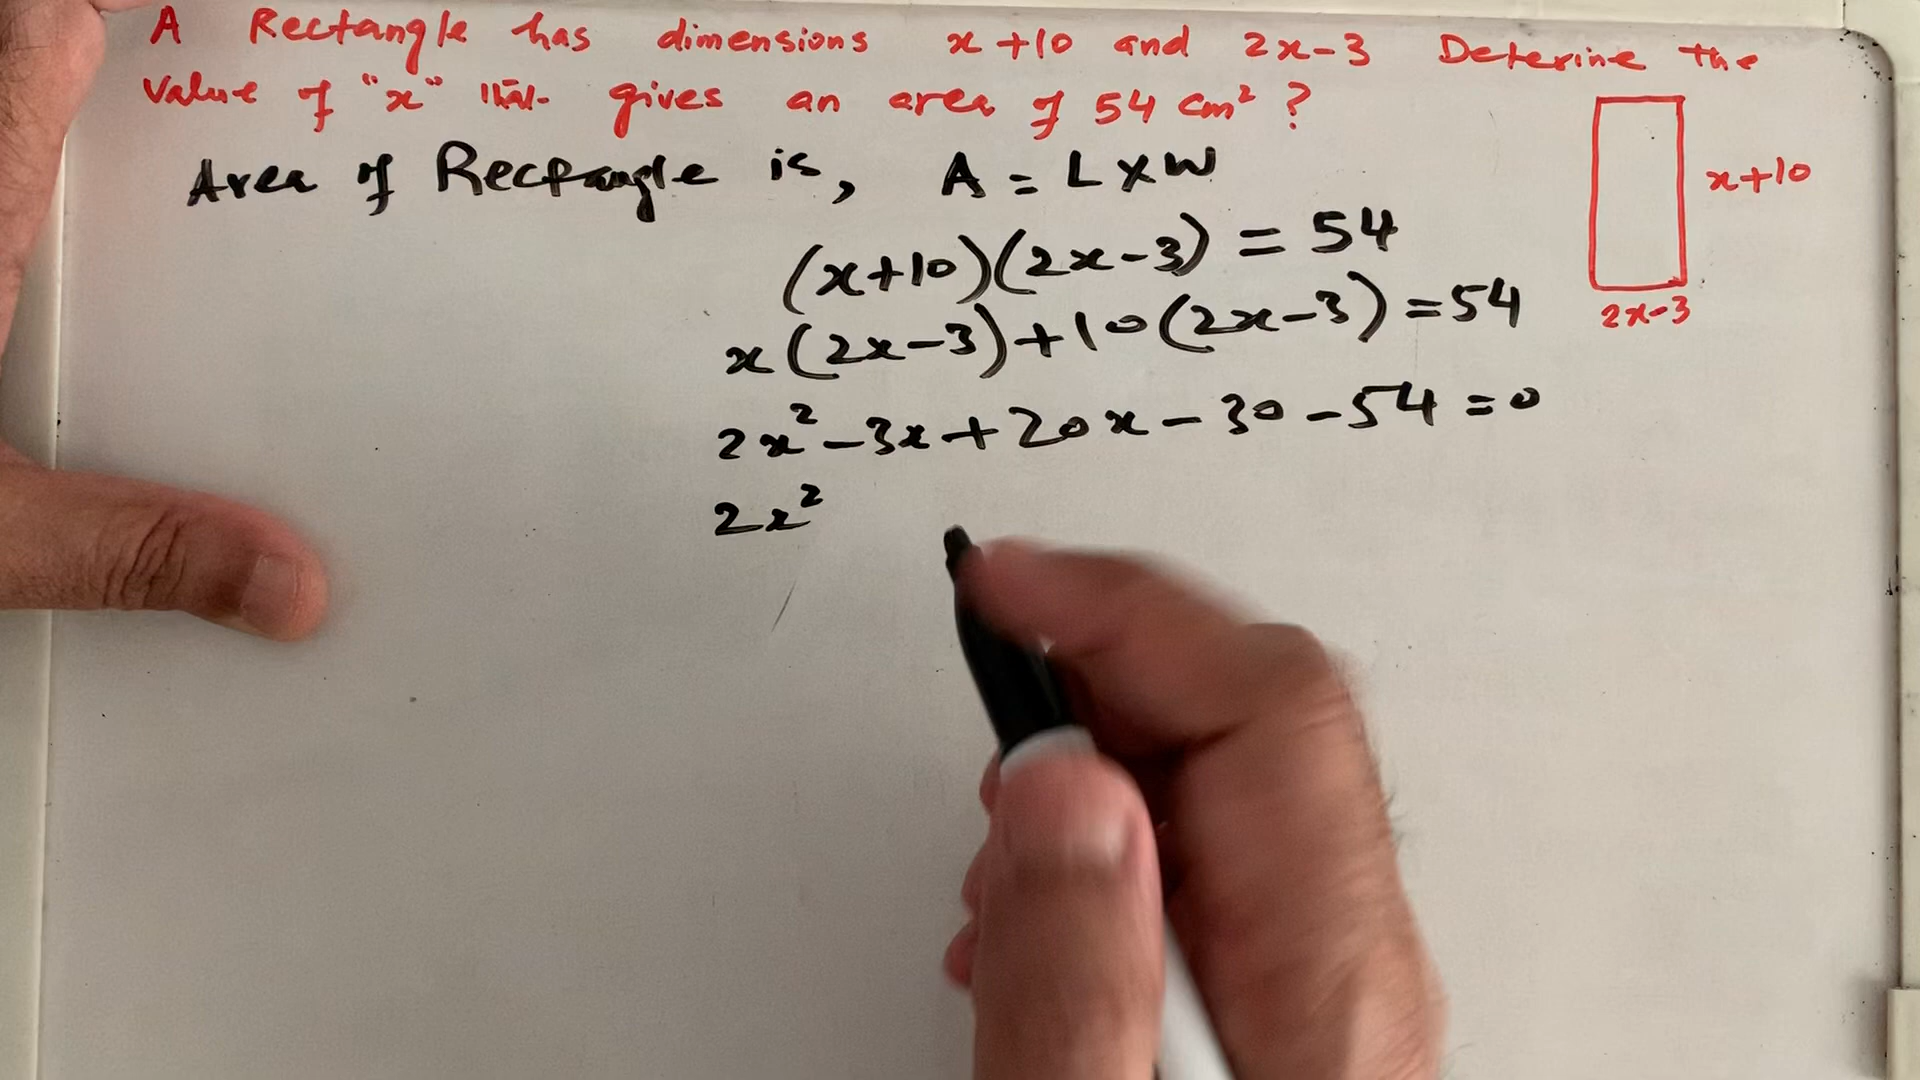 A Rectangle has dimensions x+10 and 2x-3 Deterine the
value of "x" that gives an area of 54 cm² ?
Area of Rectangle is, A = L×W
x+10
(x+10)(2x-3) = 54
x(2x-3)+10(2x-3)=54
2x-3
2x²-3x+20x-30-54=0
2x²